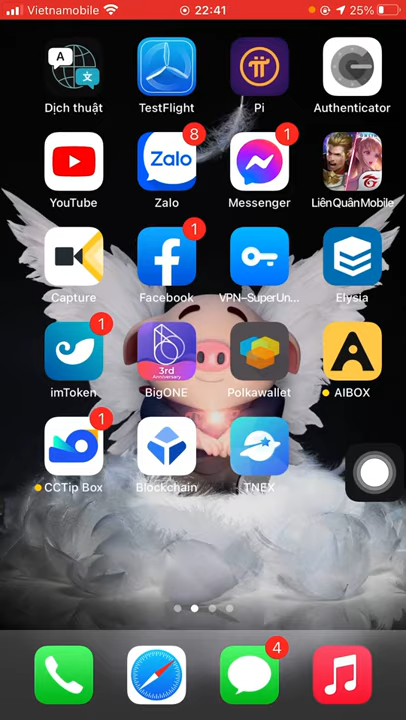 Vietnamobile 22:41 25%
A 文
Dịch thuật TestFlight Pi Authenticator
8 1
Zalo
YouTube Zalo Messenger LiênQuânMobile
1
Capture Facebook VPN-SuperUn... Elysia
1
3rd
Anniversary
imToken BigONE Polkawallet AIBOX
1
CCTip Box Blockchain TNEX
4